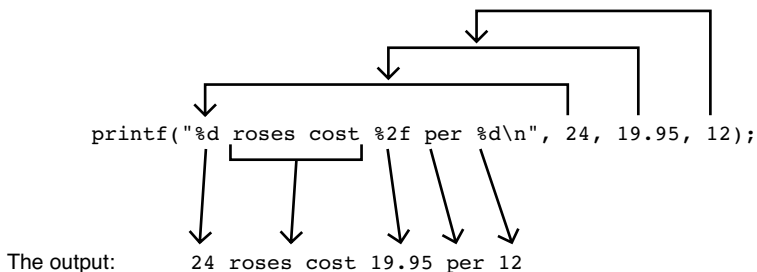 printf("%d roses cost %2f per %d\n", 24, 19.95, 12);
The output: 24 roses cost 19.95 per 12